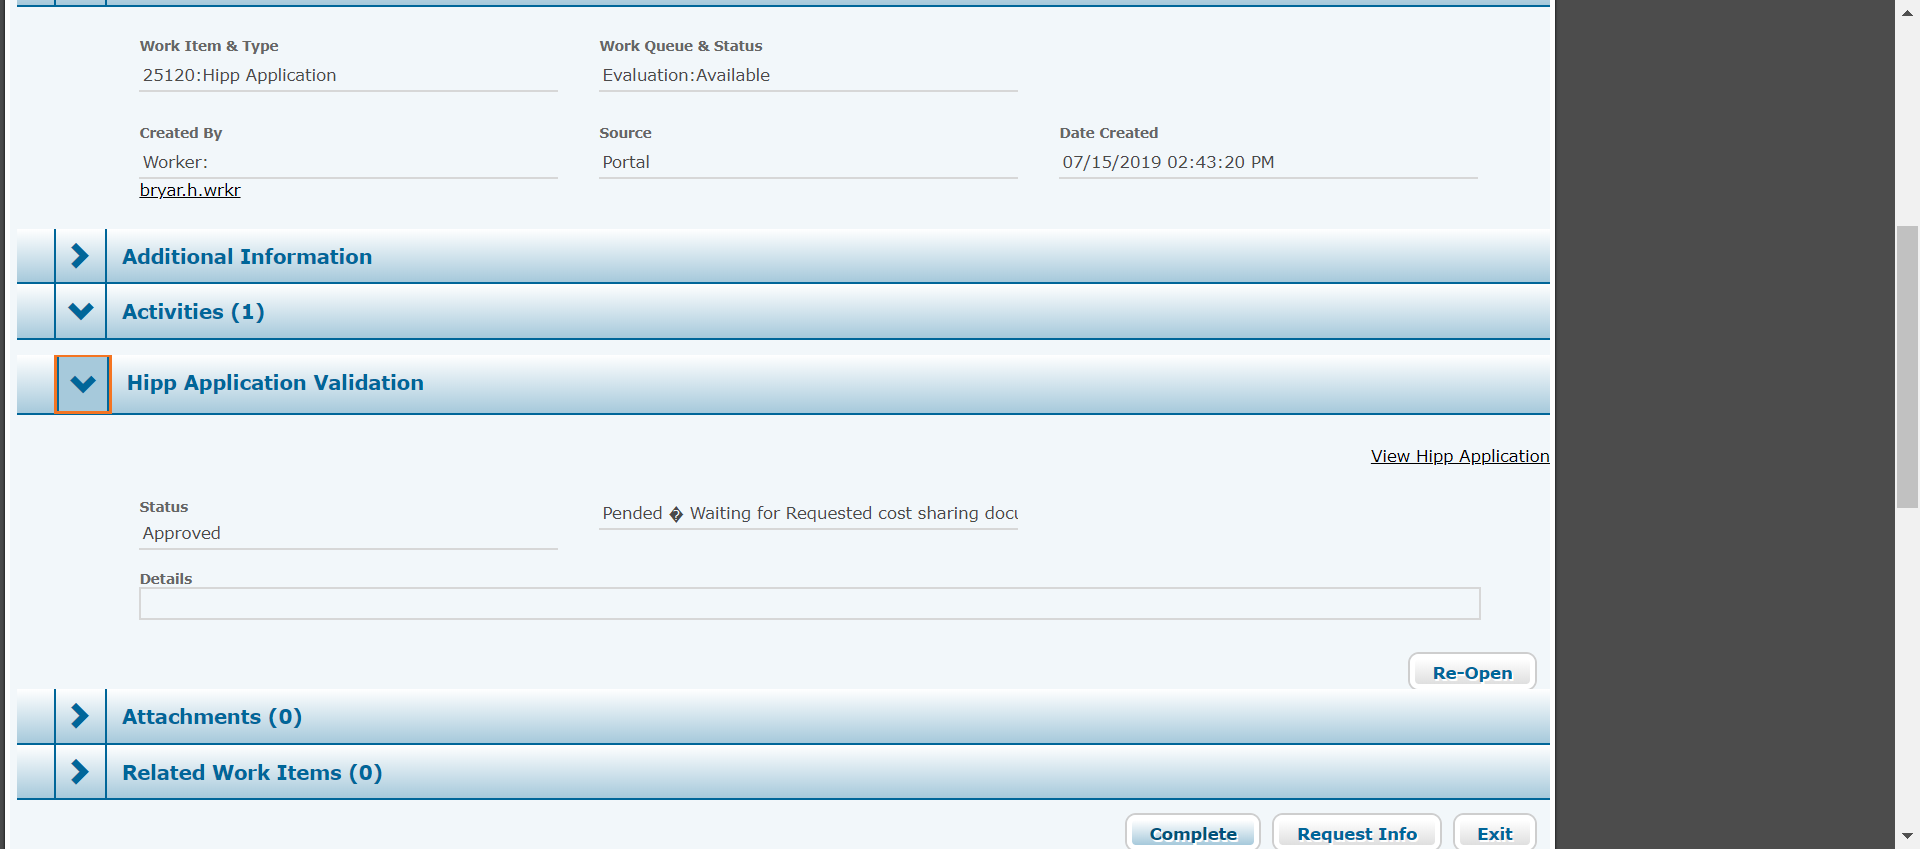 Work Item & Type
Work Queue & Status
25120:Hipp Application
Evaluation:Available
Created By
Source
Date Created
Worker:
Portal
07/15/2019 02:43:20 PM
bryar.h.wrkr
Additional Information
Activities (1)
Hipp Application Validation
View Hipp Application
Status
Pended � Waiting for Requested cost sharing docu
Approved
Details
Re-Open
Attachments (0)
Related Work Items (0)
Complete
Request Info
Exit